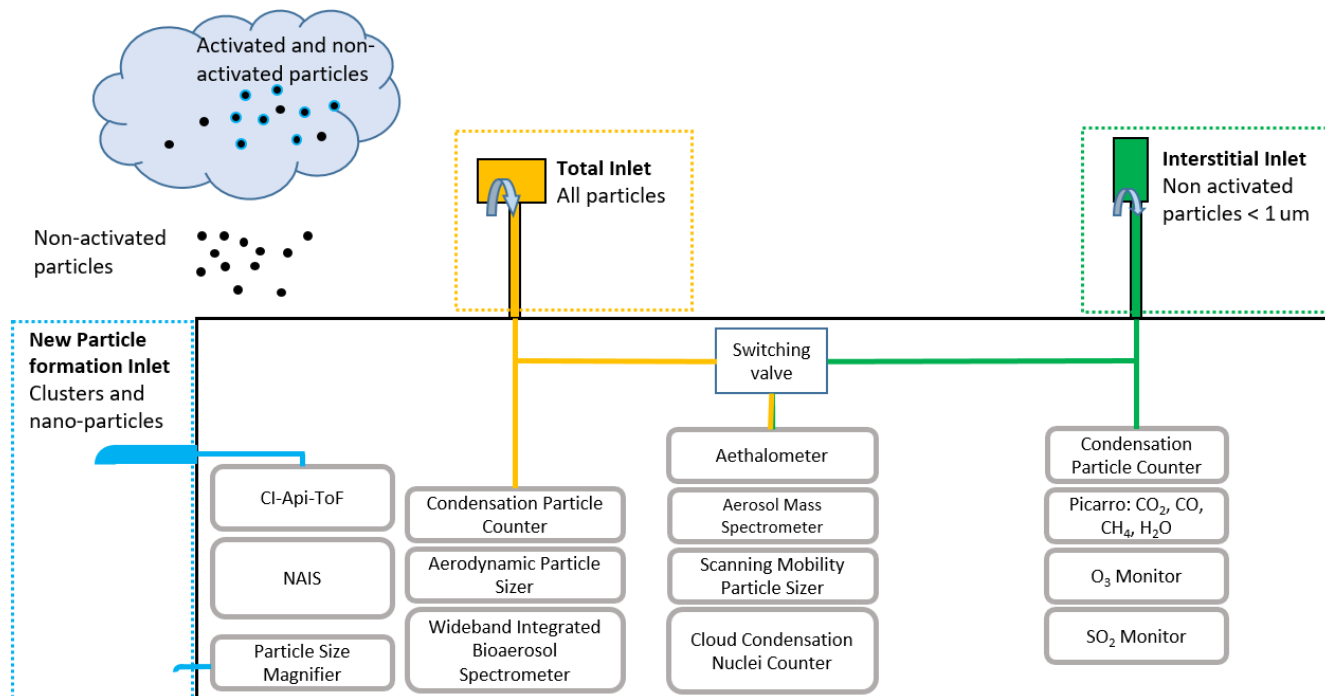 Activated and non-
activated particles
Non-activated
particles
Total Inlet
All particles
Interstitial Inlet
Non activated
particles < 1 um
New Particle
formation Inlet
Clusters and
nano-particles
Switching
valve
CI-Api-ToF
NAIS
Particle Size
Magnifier
Condensation Particle
Counter
Aerodynamic Particle
Sizer
Wideband Integrated
Bioaerosol
Spectrometer
Aethalometer
Aerosol Mass
Spectrometer
Scanning Mobility
Particle Sizer
Cloud Condensation
Nuclei Counter
Condensation
Particle Counter
Picarro: CO₂, CO,
CH₄, H₂O
O₃ Monitor
SO₂ Monitor